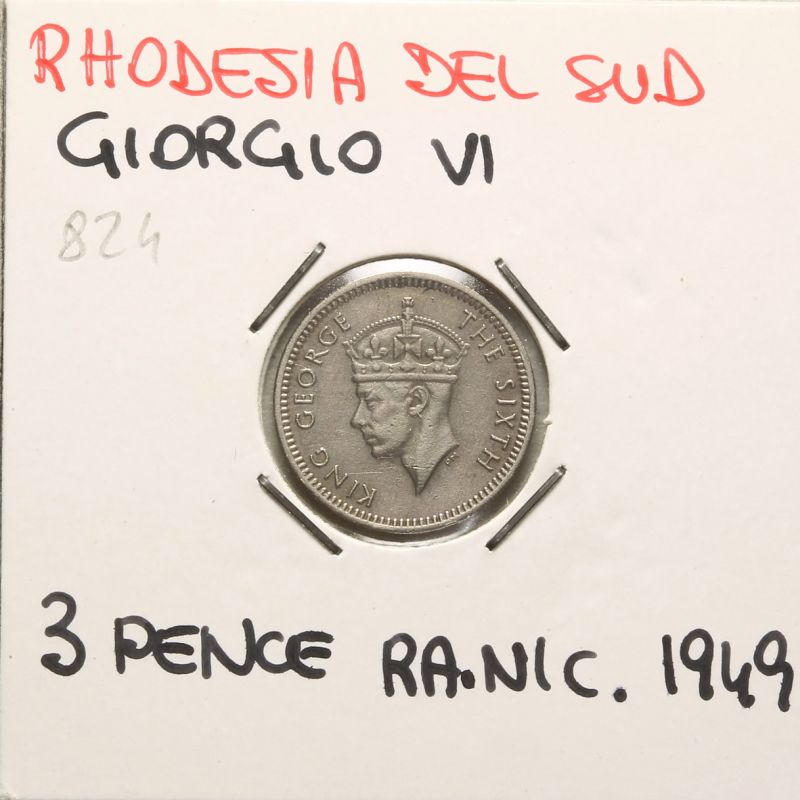 RHODESIA DEL SUD
GIORGIO VI
824
KING GEORGE THE SIXTH
3 PENCE RA.NIC. 1949